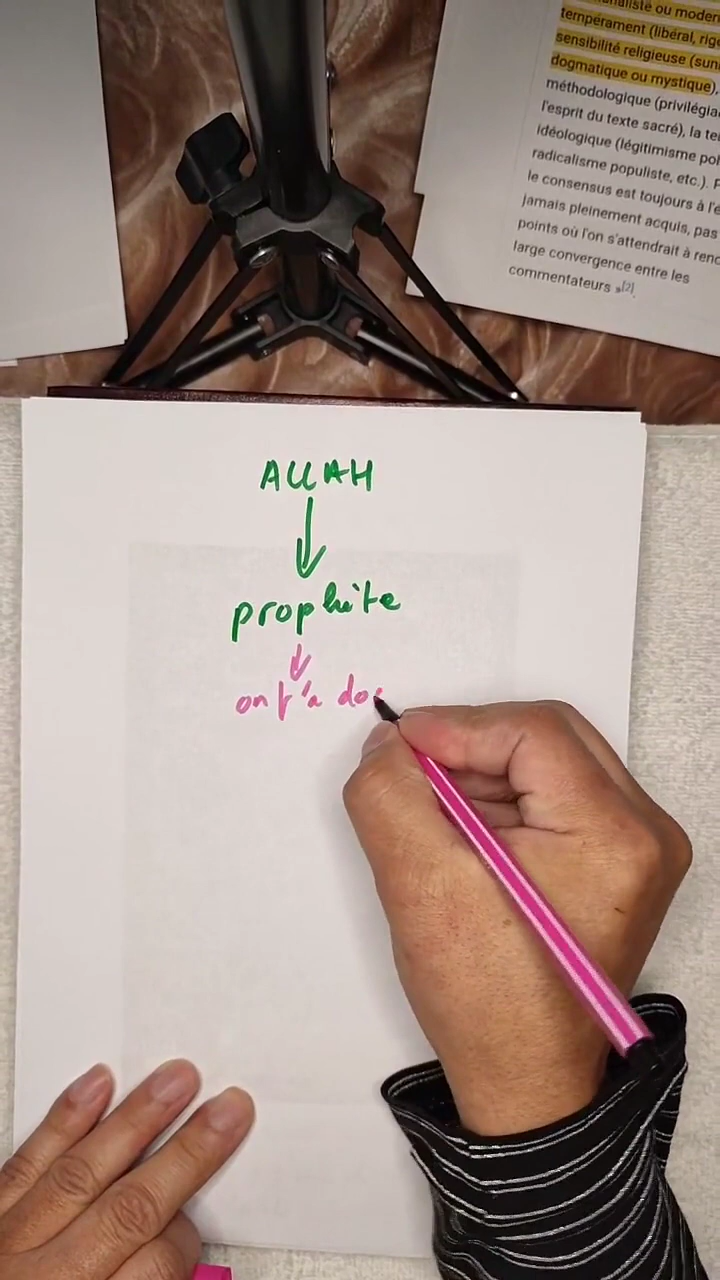 tempérament (libéral, rig
sensibilité religieuse (sun
dogmatique ou mystique),
méthodologique (privilégia
l'esprit du texte sacré), la te
idéologique (légitimisme pol
radicalisme populiste, etc.). P
le consensus est toujours à l'é
jamais pleinement acquis, pas
points où l'on s'attendrait à renc
large convergence entre les
commentateurs »[2].
ALLAH
prophète
on t'a do